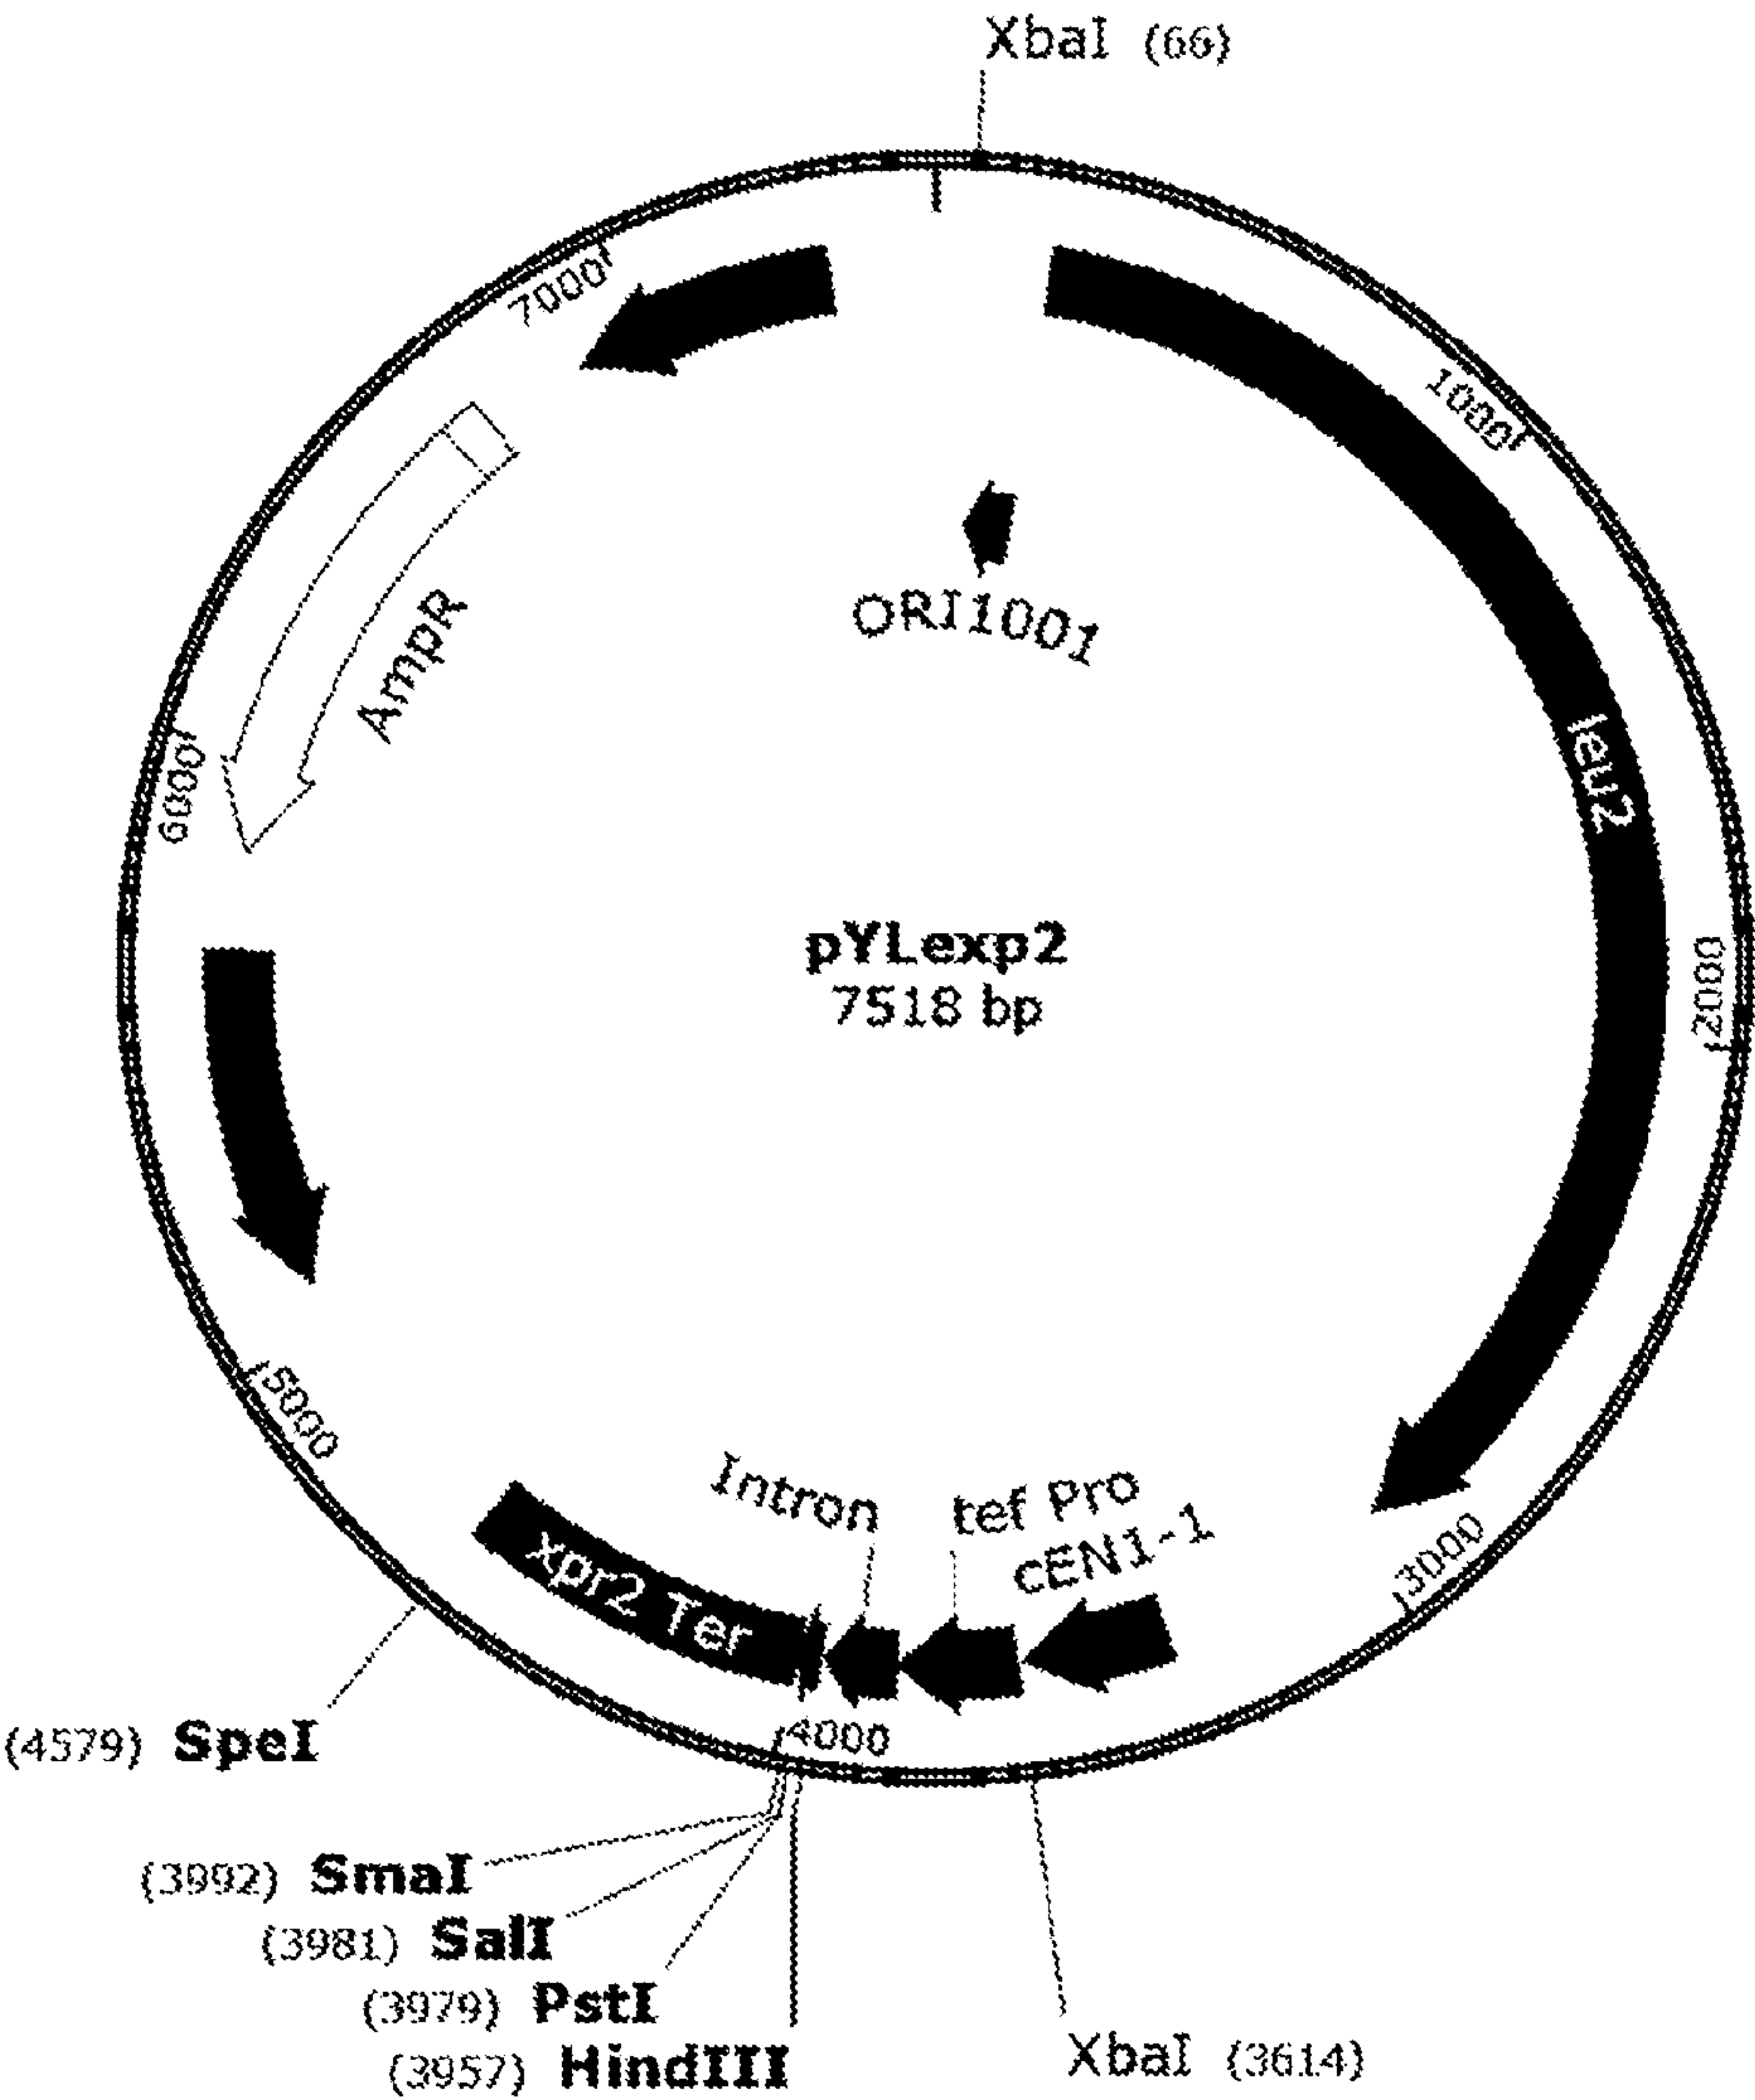 XbaI (66)
7000
1000
ORI1001
AmpR
leu2
6000
pYLexp2
7518 bp
2000
5000
Intron
tef Pro
cEN1-1
3000
Xpr2 Ter
4000
(4579) SpeI
(3992) SmaI
(3981) SalI
(3979) PstI
(3957) HindIII
XbaI (3614)